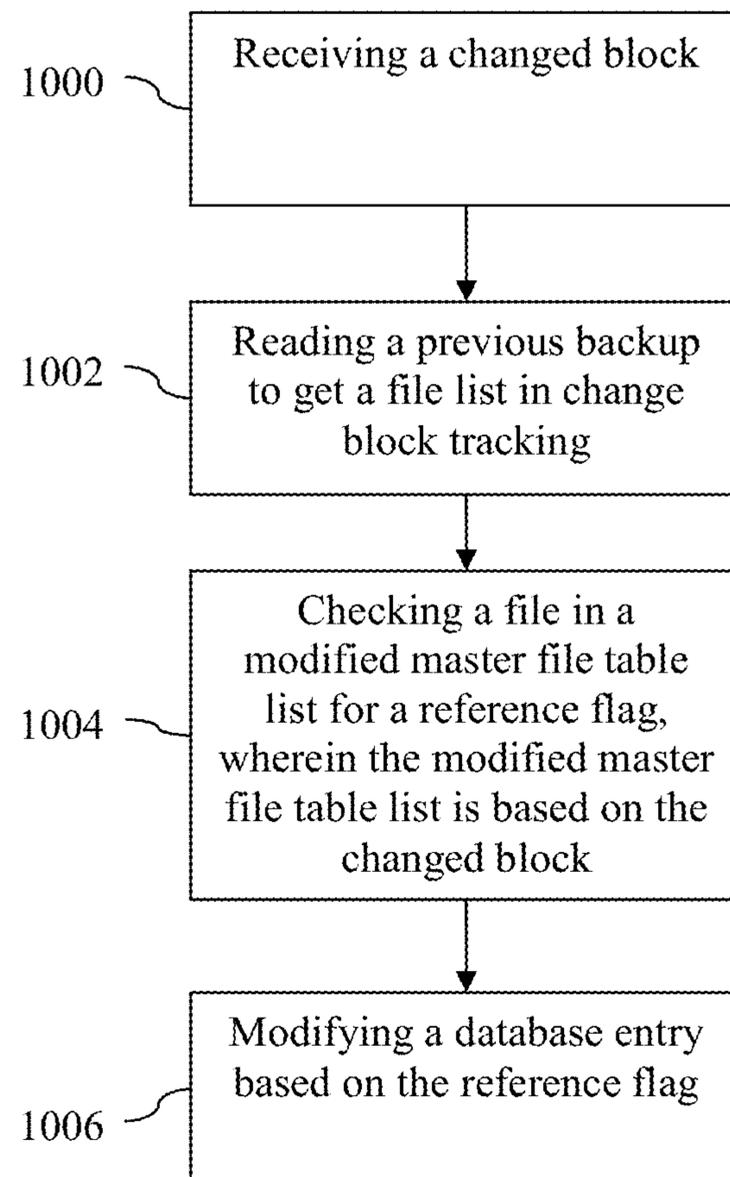 Receiving a changed block
1000
Reading a previous backup
to get a file list in change
block tracking
1002
Checking a file in a
modified master file table
list for a reference flag,
wherein the modified master
file table list is based on the
changed block
1004
Modifying a database entry
based on the reference flag
1006